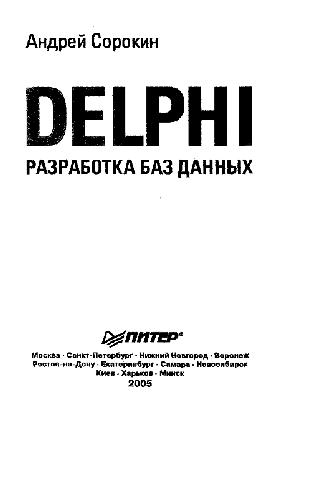 Андрей Сорокин
DELPHI
РАЗРАБОТКА БАЗ ДАННЫХ
ПИТЕР®
Москва · Санкт-Петербург · Нижний Новгород · Воронеж
Ростов-на-Дону · Екатеринбург · Самара · Новосибирск
Киев · Харьков · Минск
2005